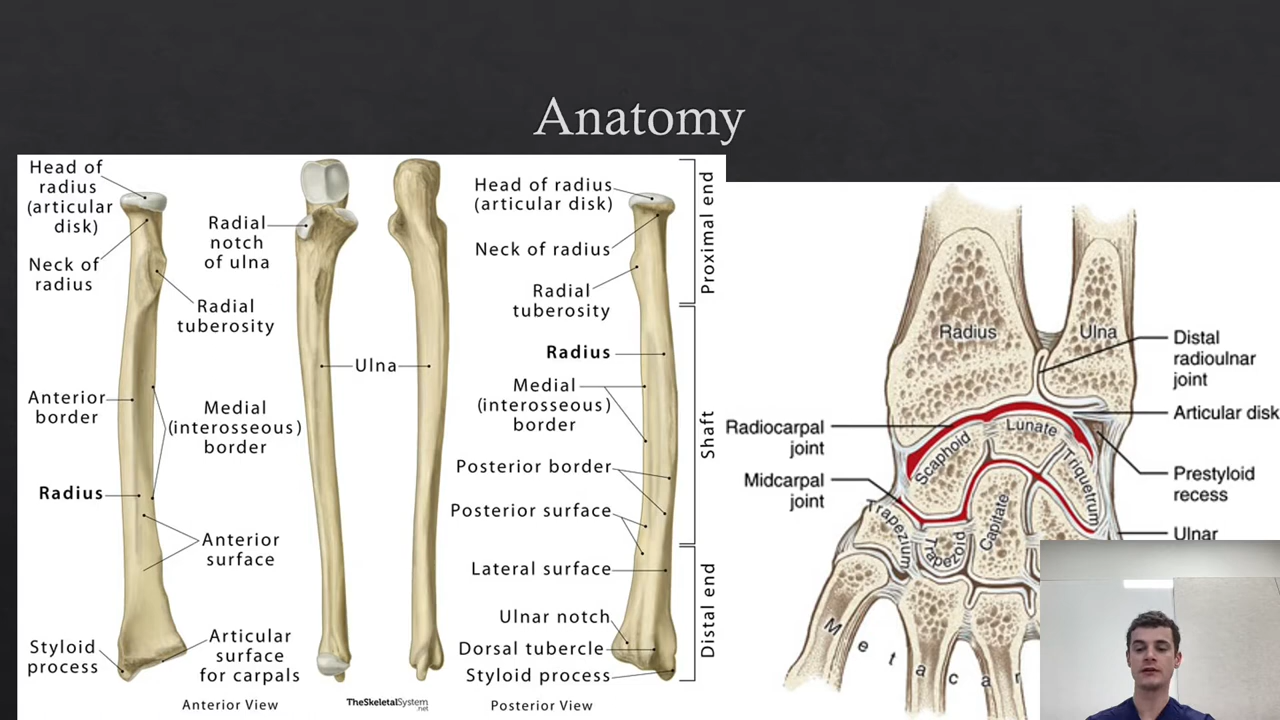 Anatomy
Head of
radius
(articular
disk)
Neck of
radius
Radial
tuberosity
Anterior
border
Medial
(interosseous)
border
Radius
Anterior
surface
Styloid
process
Articular
surface
for carpals
Anterior View
Radial
notch
of ulna
Ulna
TheSkeletalSystem
.net
Head of radius
(articular disk)
Neck of radius
Radial
tuberosity
Radius
Medial
(interosseous)
border
Posterior border
Posterior surface
Lateral surface
Ulnar notch
Dorsal tubercle
Styloid process
Posterior View
Proximal end
Shaft
Distal end
Radius
Ulna
Distal
radioulnar
joint
Articular disk
Radiocarpal
joint
Midcarpal
joint
Prestyloid
recess
Ulnar
Scaphoid
Lunate
Triquetrum
Trapezium
Trapezoid
Capitate
Metacar